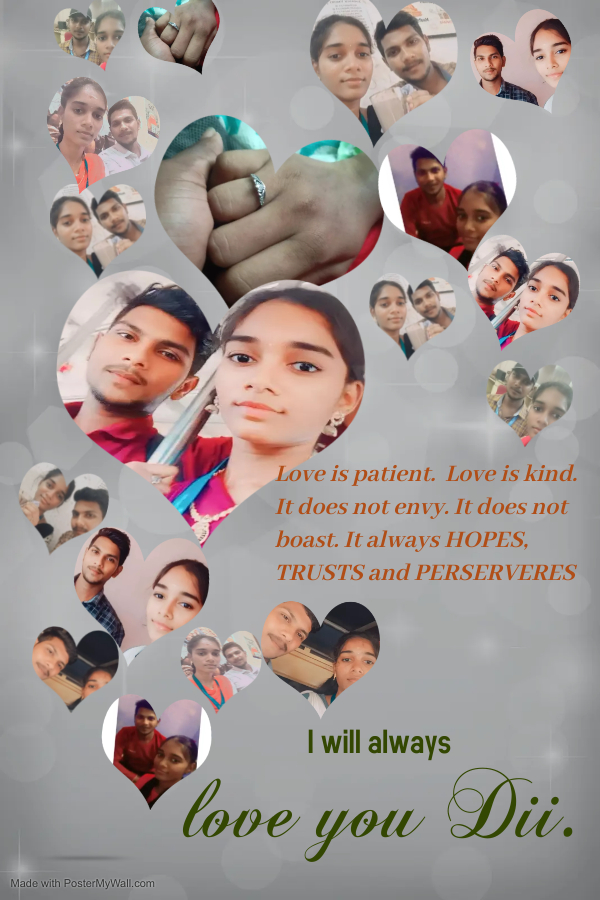 Love is patient. Love is kind.
It does not envy. It does not
boast. It always HOPES,
TRUSTS and PERSERVERES
I will always
love you Dii.
Made with PosterMyWall.com